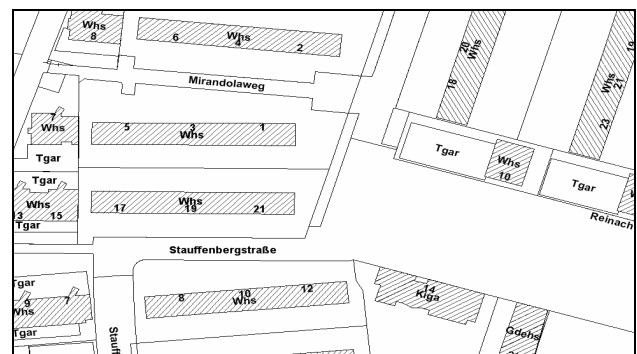 Whs
8
6
Whs
4
2
20
Whs
18
19
Whs
21
23
Mirandolaweg
7
Whs
5
3
Whs
1
Tgar
Tgar
Whs
10
Tgar
Tgar
Whs
13
15
Tgar
17
Whs
19
21
Reinach
Stauffenbergstraße
Tgar
9
7
Whs
Tgar
8
10
Whs
12
14
Kiga
Gdehs
Stauff